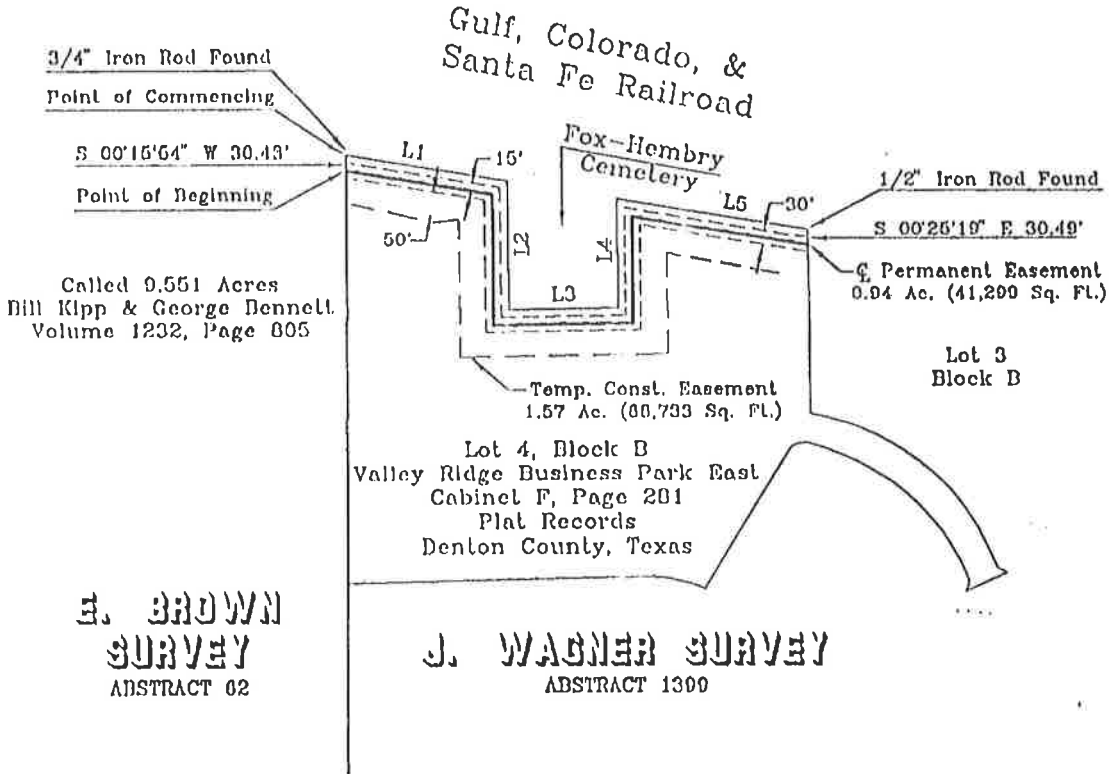 Gulf, Colorado, &
Santa Fe Railroad
3/4" Iron Rod Found
Point of Commencing
S 00°15'54" W 30.43'
Point of Beginning
L1
15'
Fox-Hembry
Cemetery
L5
30'
1/2" Iron Rod Found
S 00°25'19" E 30.49'
50'
L2
L4
L3
℄ Permanent Easement
0.94 Ac. (41,299 Sq. Ft.)
Called 9.551 Acres
Bill Kipp & George Bennett
Volume 1232, Page 805
Lot 3
Block B
Temp. Const. Easement
1.57 Ac. (68,733 Sq. Ft.)
Lot 4, Block B
Valley Ridge Business Park East
Cabinet F, Page 281
Plat Records
Denton County, Texas
E. BROWN
SURVEY
ABSTRACT 62
J. WAGNER SURVEY
ABSTRACT 1399